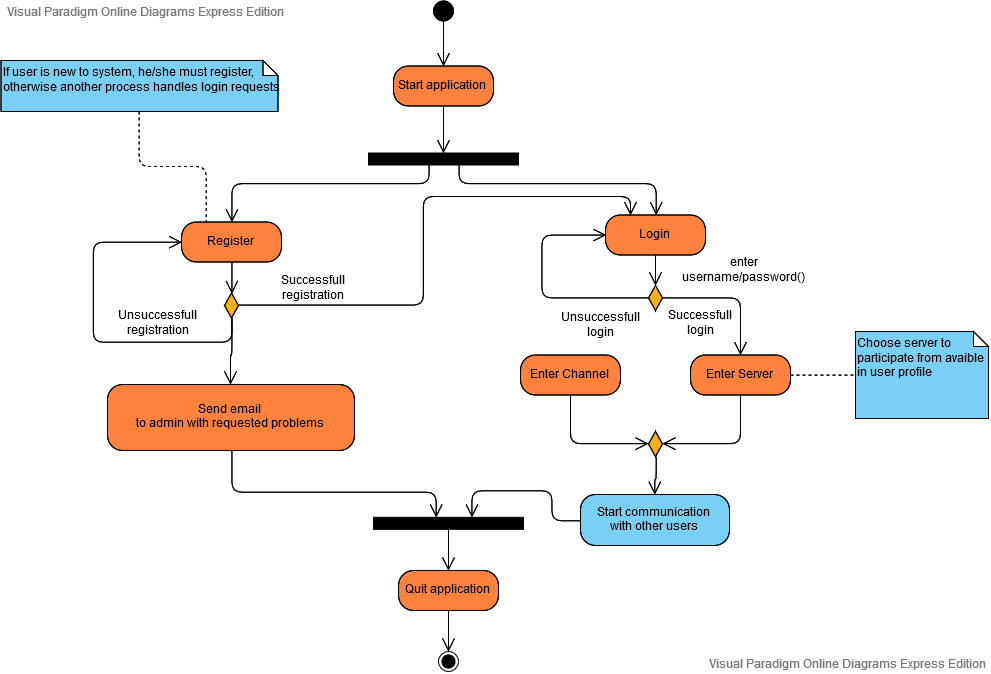 Visual Paradigm Online Diagrams Express Edition
If user is new to system, he/she must register,
otherwise another process handles login requests
Start application
Register
Login
Successfull
registration
enter
username/password()
Unsuccessfull
registration
Unsuccessfull
login
Successfull
login
Choose server to
participate from avaible
in user profile
Enter Channel
Enter Server
Send email
to admin with requested problems
Start communication
with other users
Quit application
Visual Paradigm Online Diagrams Express Edition